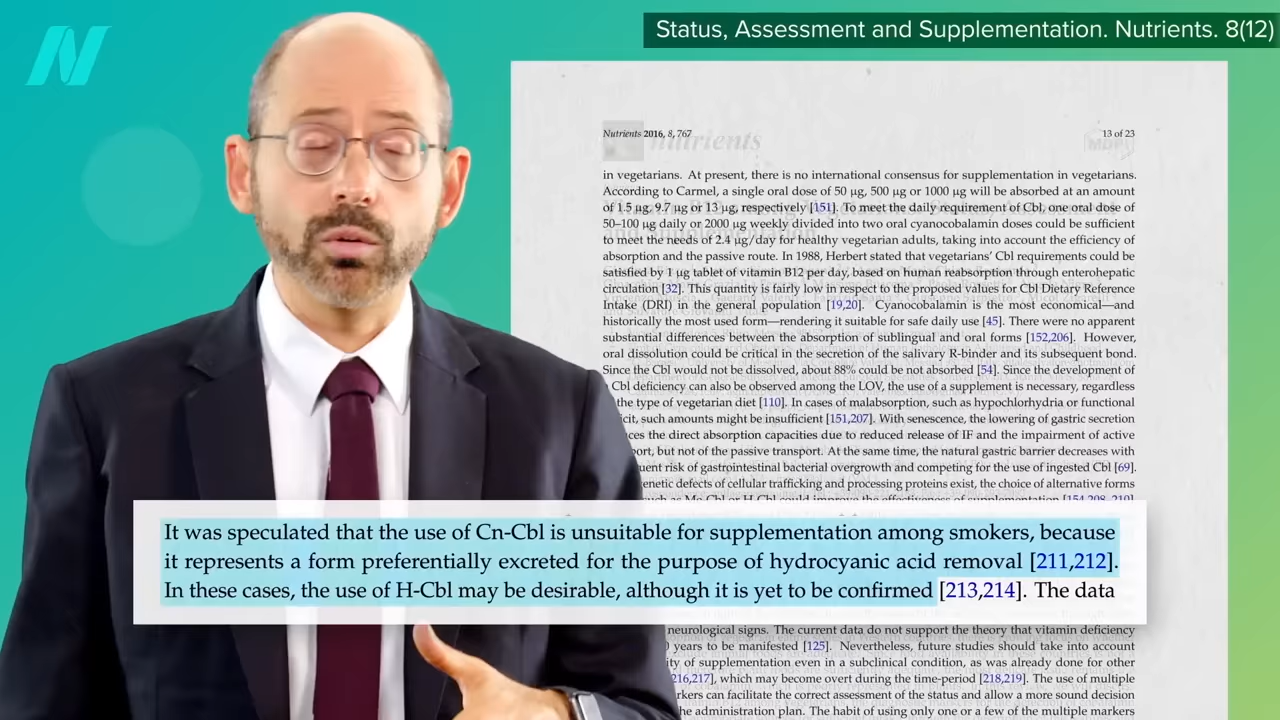 Status, Assessment and Supplementation. Nutrients. 8(12)
Nutrients 2016, 8, 767
13 of 23
nutrients
MDPI
in vegetarians. At present, there is no international consensus for supplementation in vegetarians.
According to Carmel, a single oral dose of 50 µg, 500 µg or 1000 µg will be absorbed at an amount
of 1.5 µg, 9.7 µg or 13 µg, respectively [151]. To meet the daily requirement of Cbl, one oral dose of
50–100 µg daily or 2000 µg weekly divided into two oral cyanocobalamin doses could be sufficient
to meet the needs of 2.4 µg/day for healthy vegetarian adults, taking into account the efficiency of
absorption and the passive route. In 1988, Herbert stated that vegetarians' Cbl requirements could be
satisfied by 1 µg tablet of vitamin B12 per day, based on human reabsorption through enterohepatic
circulation [32]. This quantity is fairly low in respect to the proposed values for Cbl Dietary Reference
Intake (DRI) in the general population [19,20]. Cyanocobalamin is the most economical—and
historically the most used form—rendering it suitable for safe daily use [45]. There were no apparent
substantial differences between the absorption of sublingual and oral forms [152,206]. However,
oral dissolution could be critical in the secretion of the salivary R-binder and its subsequent bond.
Since the Cbl would not be dissolved, about 88% could be not absorbed [54]. Since the development of
Cbl deficiency can also be observed among the LOV, the use of a supplement is necessary, regardless
the type of vegetarian diet [110]. In cases of malabsorption, such as hypochlorhydria or functional
such amounts might be insufficient [151,207]. With senescence, the lowering of gastric secretion
the direct absorption capacities due to reduced release of IF and the impairment of active
but not of the passive transport. At the same time, the natural gastric barrier decreases with
risk of gastrointestinal bacterial overgrowth and competing for the use of ingested Cbl [69].
defects of cellular trafficking and processing proteins exist, the choice of alternative forms
such as Me-Cbl or H-Cbl could improve the effectiveness of supplementation
It was speculated that the use of Cn-Cbl is unsuitable for supplementation among smokers, because
it represents a form preferentially excreted for the purpose of hydrocyanic acid removal [211,212].
In these cases, the use of H-Cbl may be desirable, although it is yet to be confirmed [213,214]. The data
neurological signs. The current data do not support the theory that vitamin deficiency
years to be manifested [125]. Nevertheless, future studies should take into account
of supplementation even in a subclinical condition, as was already done for other
216,217], which may become overt during the time-period [218,219]. The use of multiple
can facilitate the correct assessment of the status and allow a more sound decision
administration plan. The habit of using only one or a few of the multiple markers